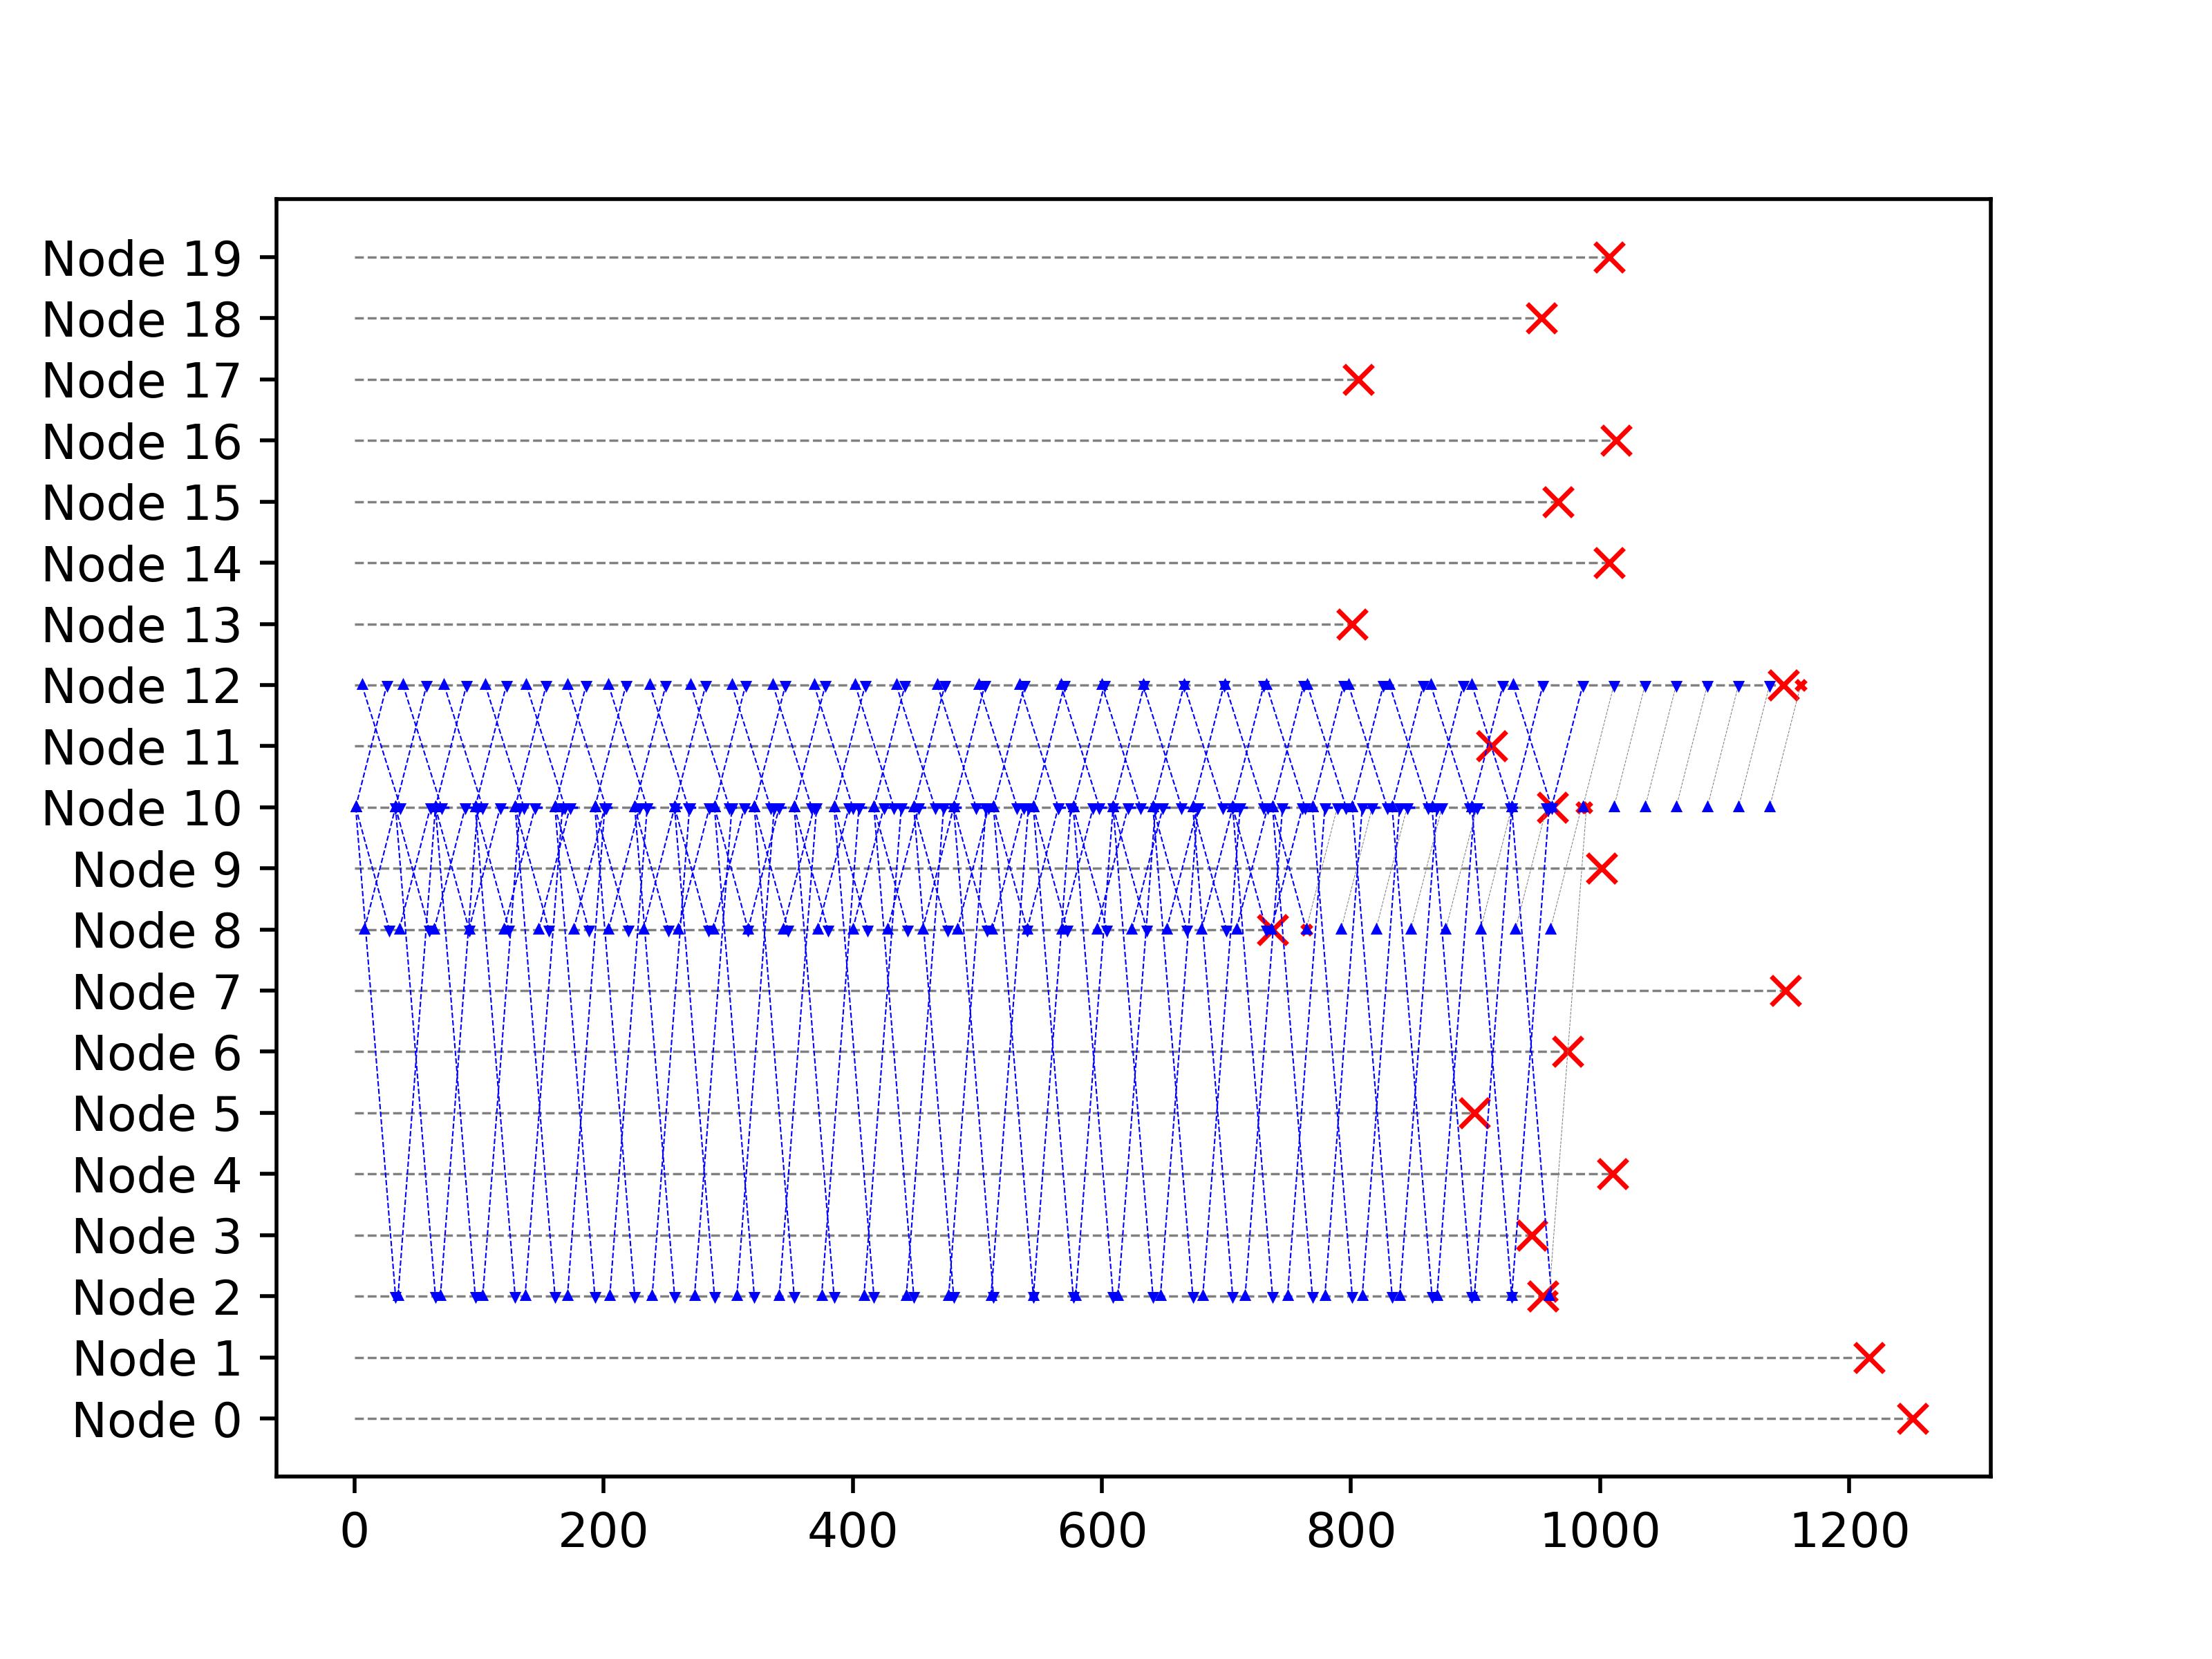 Node 19
Node 18
Node 17
Node 16
Node 15
Node 14
Node 13
Node 12
Node 11
Node 10
Node 9
Node 8
Node 7
Node 6
Node 5
Node 4
Node 3
Node 2
Node 1
Node 0
0 200 400 600 800 1000 1200